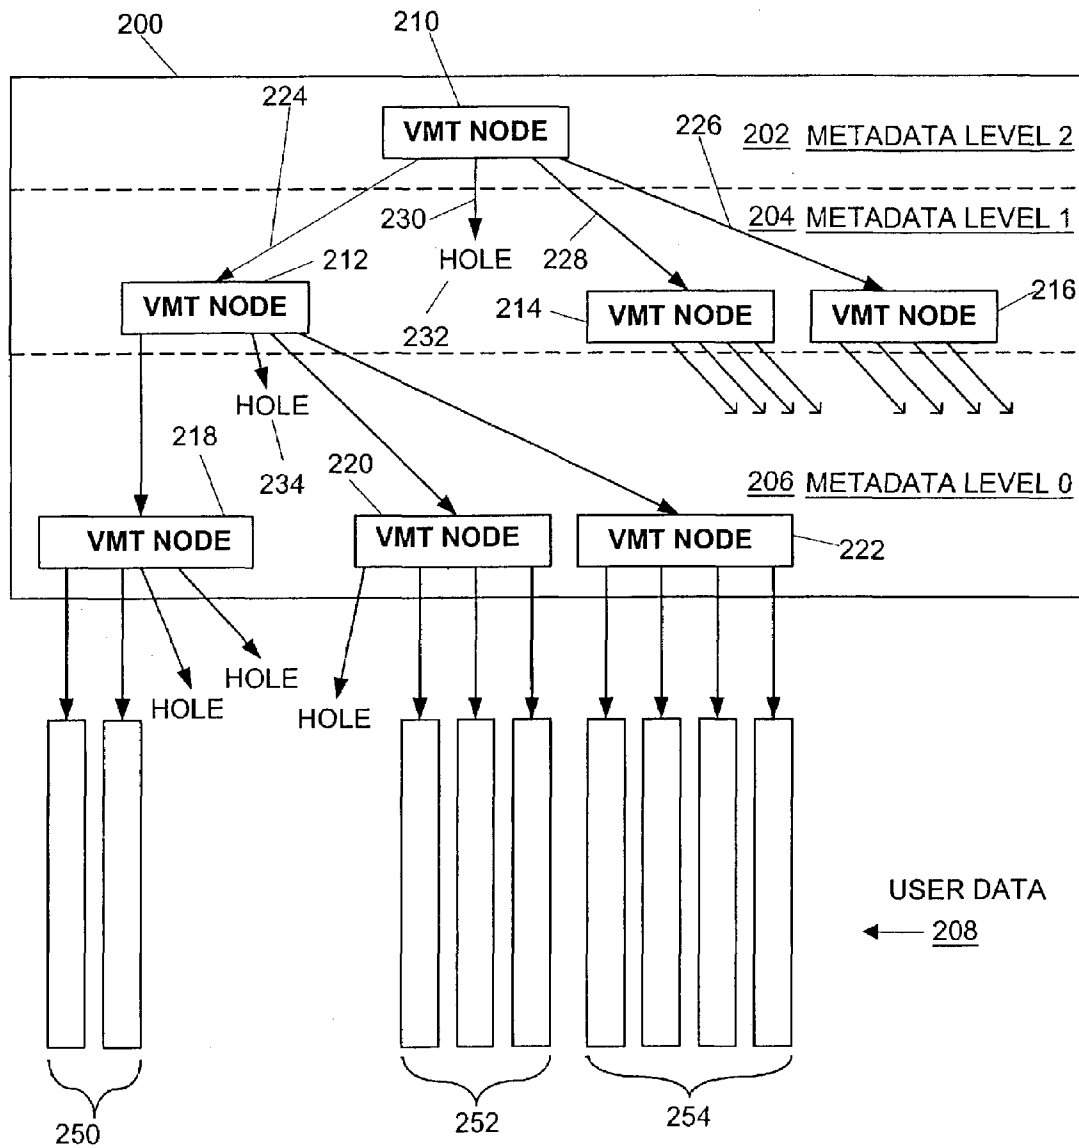 200
210
224
VMT NODE
226
202 METADATA LEVEL 2
230
204 METADATA LEVEL 1
212
HOLE
228
VMT NODE
214
VMT NODE
VMT NODE
216
232
HOLE
218
220
234
206 METADATA LEVEL 0
VMT NODE
VMT NODE
VMT NODE
222
HOLE
HOLE
HOLE
USER DATA
208
250
252
254